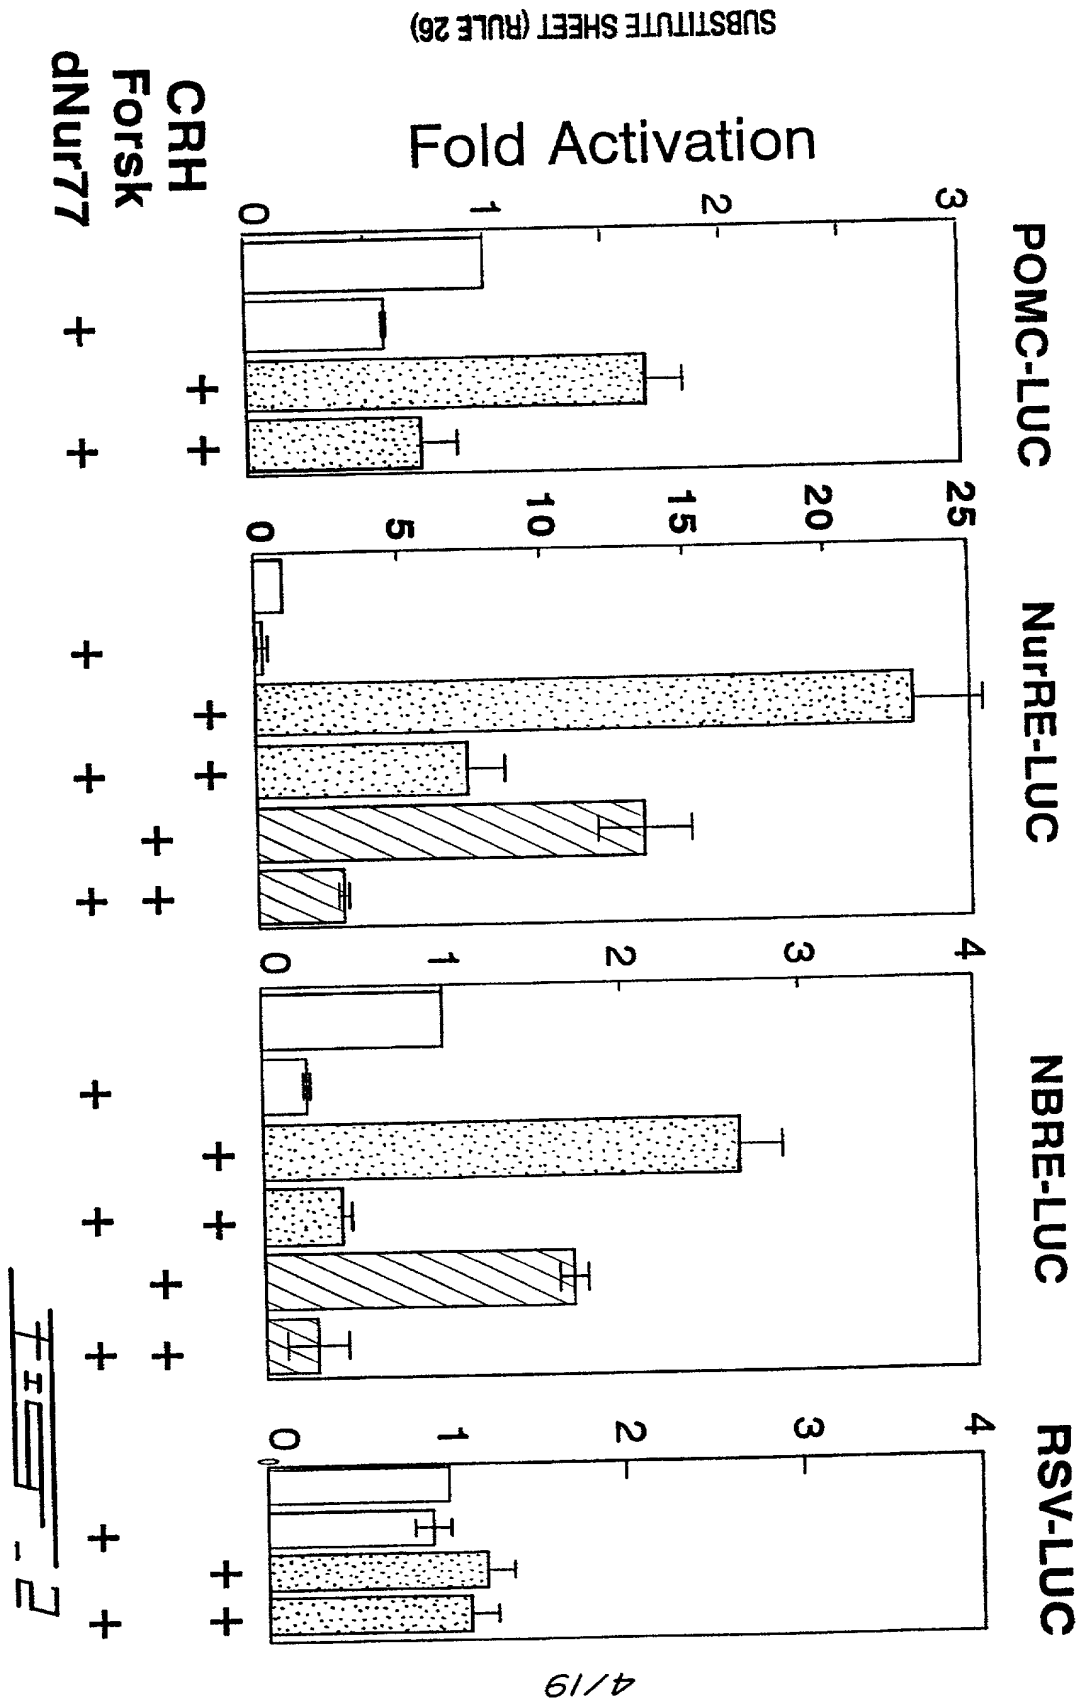 4/19
POMC-LUC
NurRE-LUC
NBRE-LUC
RSV-LUC
Fold Activation
3
2
1
0
25
20
15
10
5
0
4
3
2
1
0
4
3
2
1
0
CRH + + + + + + 
Forsk + + + +
dNur77 + + + + + + + +
FIG-2
SUBSTITUTE SHEET (RULE 26)